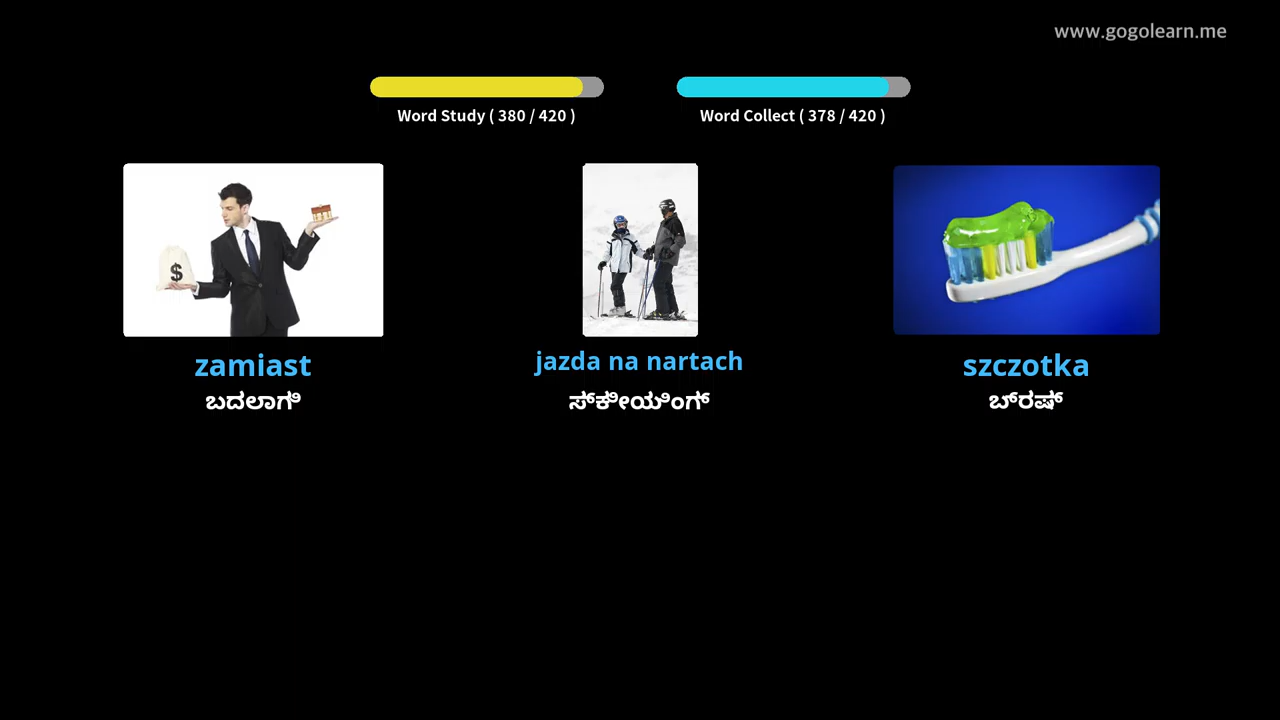 www.gogolearn.me
Word Study ( 380 / 420 )
Word Collect ( 378 / 420 )
$
zamiast
jazda na nartach
szczotka
ಬದಲಾಗಿ
ಸ್ಕೀಯಿಂಗ್
ಬ್ರಷ್